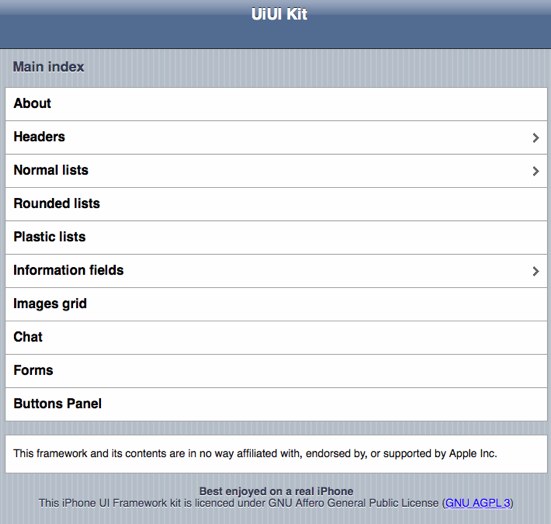 UiUI Kit
Main index
About
Headers
Normal lists
Rounded lists
Plastic lists
Information fields
Images grid
Chat
Forms
Buttons Panel
This framework and its contents are in no way affiliated with, endorsed by, or supported by Apple Inc.
Best enjoyed on a real iPhone
This iPhone UI Framework kit is licenced under GNU Affero General Public License (GNU AGPL 3)